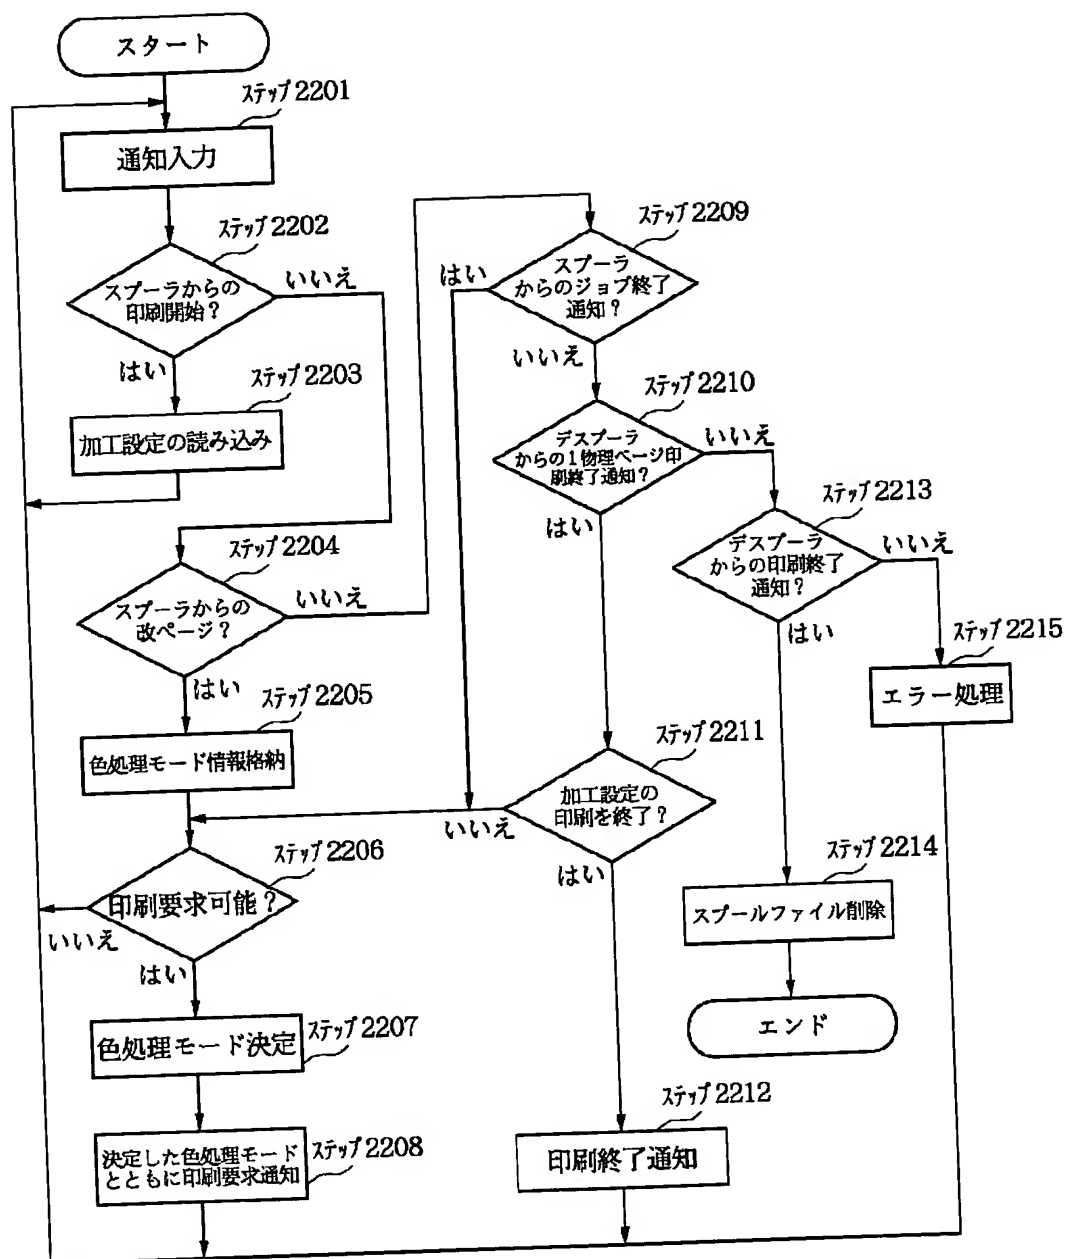 スタート
ステップ2201
通知入力
ステップ2202
スプーラからの
印刷開始?
いいえ
はい
ステップ2203
加工設定の読み込み
ステップ2204
スプーラからの
改ページ?
いいえ
はい
ステップ2205
色処理モード情報格納
ステップ2206
印刷要求可能?
いいえ
はい
ステップ2207
色処理モード決定
ステップ2208
決定した色処理モード
とともに印刷要求通知
ステップ2209
スプーラ
からのジョブ終了
通知?
はい
いいえ
ステップ2210
デスプーラ
からの1物理ページ印
刷終了通知?
いいえ
はい
ステップ2211
加工設定の
印刷を終了?
いいえ
はい
ステップ2212
印刷終了通知
ステップ2213
デスプーラ
からの印刷終了
通知?
いいえ
はい
ステップ2214
スプールファイル削除
エンド
ステップ2215
エラー処理